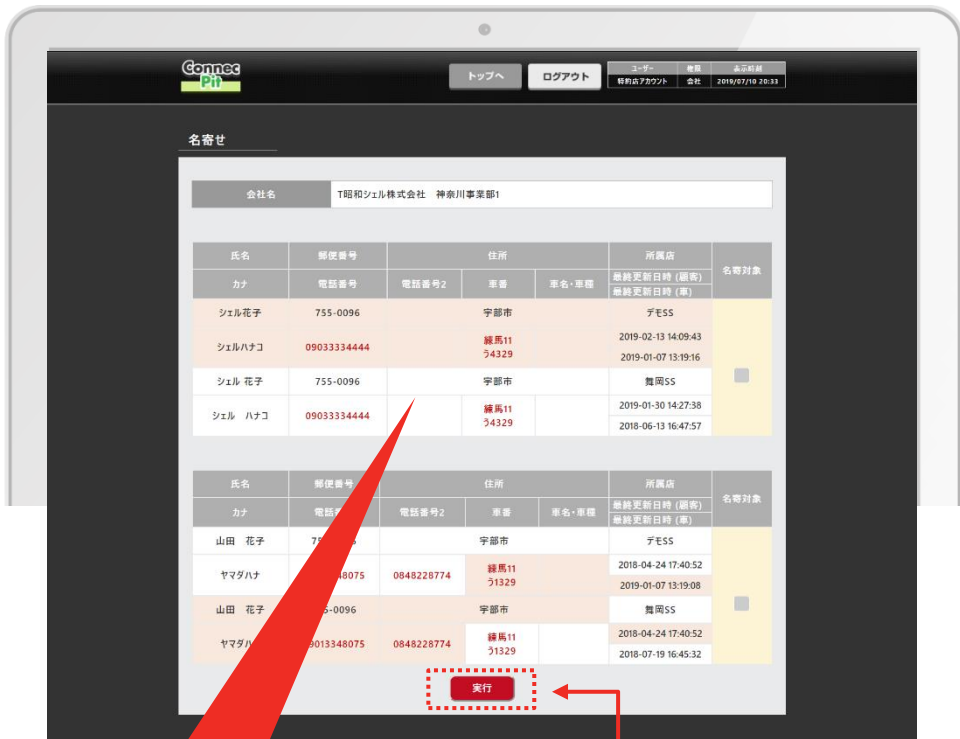 Connec
Pit
トップへ ログアウト
ユーザー 権限 表示時刻
特約店アカウント 会社 2019/07/10 20:33
名寄せ
会社名 T昭和シェル株式会社 神奈川事業部1
氏名 郵便番号 住所 所属店 名寄対象
カナ 電話番号 電話番号2 車番 車名・車種 最終更新日時 (顧客)
最終更新日時 (車)
シェル花子 755-0096 宇部市 デモSS
シェルハナコ 09033334444 練馬11 2019-02-13 14:09:43
う4329 2019-01-07 13:19:16
シェル 花子 755-0096 宇部市 舞岡SS
シェル ハナコ 09033334444 練馬11 2019-01-30 14:27:38
う4329 2018-06-13 16:47:57
氏名 郵便番号 住所 所属店 名寄対象
カナ 電話 電話番号2 車番 車名・車種 最終更新日時 (顧客)
最終更新日時 (車)
山田 花子 宇部市 デモSS
ヤマダハナ 48075 0848228774 練馬11 2018-04-24 17:40:52
う1329 2019-01-07 13:19:08
山田 花子 -0096 宇部市 舞岡SS
ヤマダハ 9013348075 0848228774 練馬11 2018-04-24 17:40:52
う1329 2018-07-19 16:45:32
実行